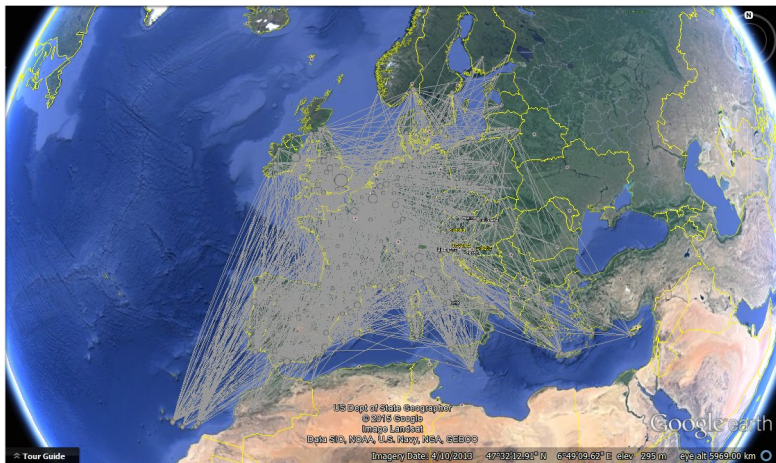 N
US Dept of State Geographer
© 2015 Google
Image Landsat
Data SIO, NOAA, U.S. Navy, NGA, GEBCO
Google earth
Tour Guide
Imagery Date: 4/10/2013 47°32'12.91" N 6°49'09.62" E elev 295 m eye alt 5969.00 km